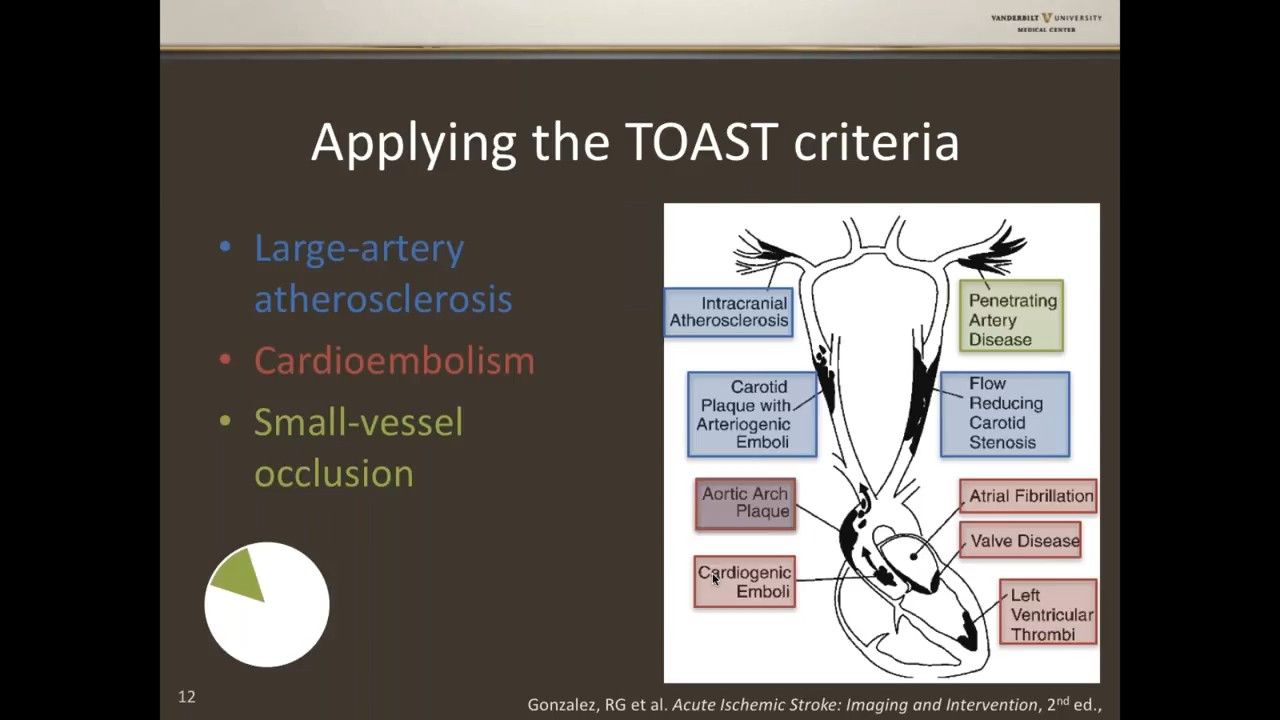 VANDERBILT V UNIVERSITY
MEDICAL CENTER
Applying the TOAST criteria
• Large-artery
atherosclerosis
• Cardioembolism
• Small-vessel
occlusion
Intracranial
Atherosclerosis
Penetrating
Artery
Disease
Carotid
Plaque with
Arteriogenic
Emboli
Flow
Reducing
Carotid
Stenosis
Aortic Arch
Plaque
Atrial Fibrillation
Valve Disease
Cardiogenic
Emboli
Left
Ventricular
Thrombi
12
Gonzalez, RG et al. Acute Ischemic Stroke: Imaging and Intervention, 2nd ed.,